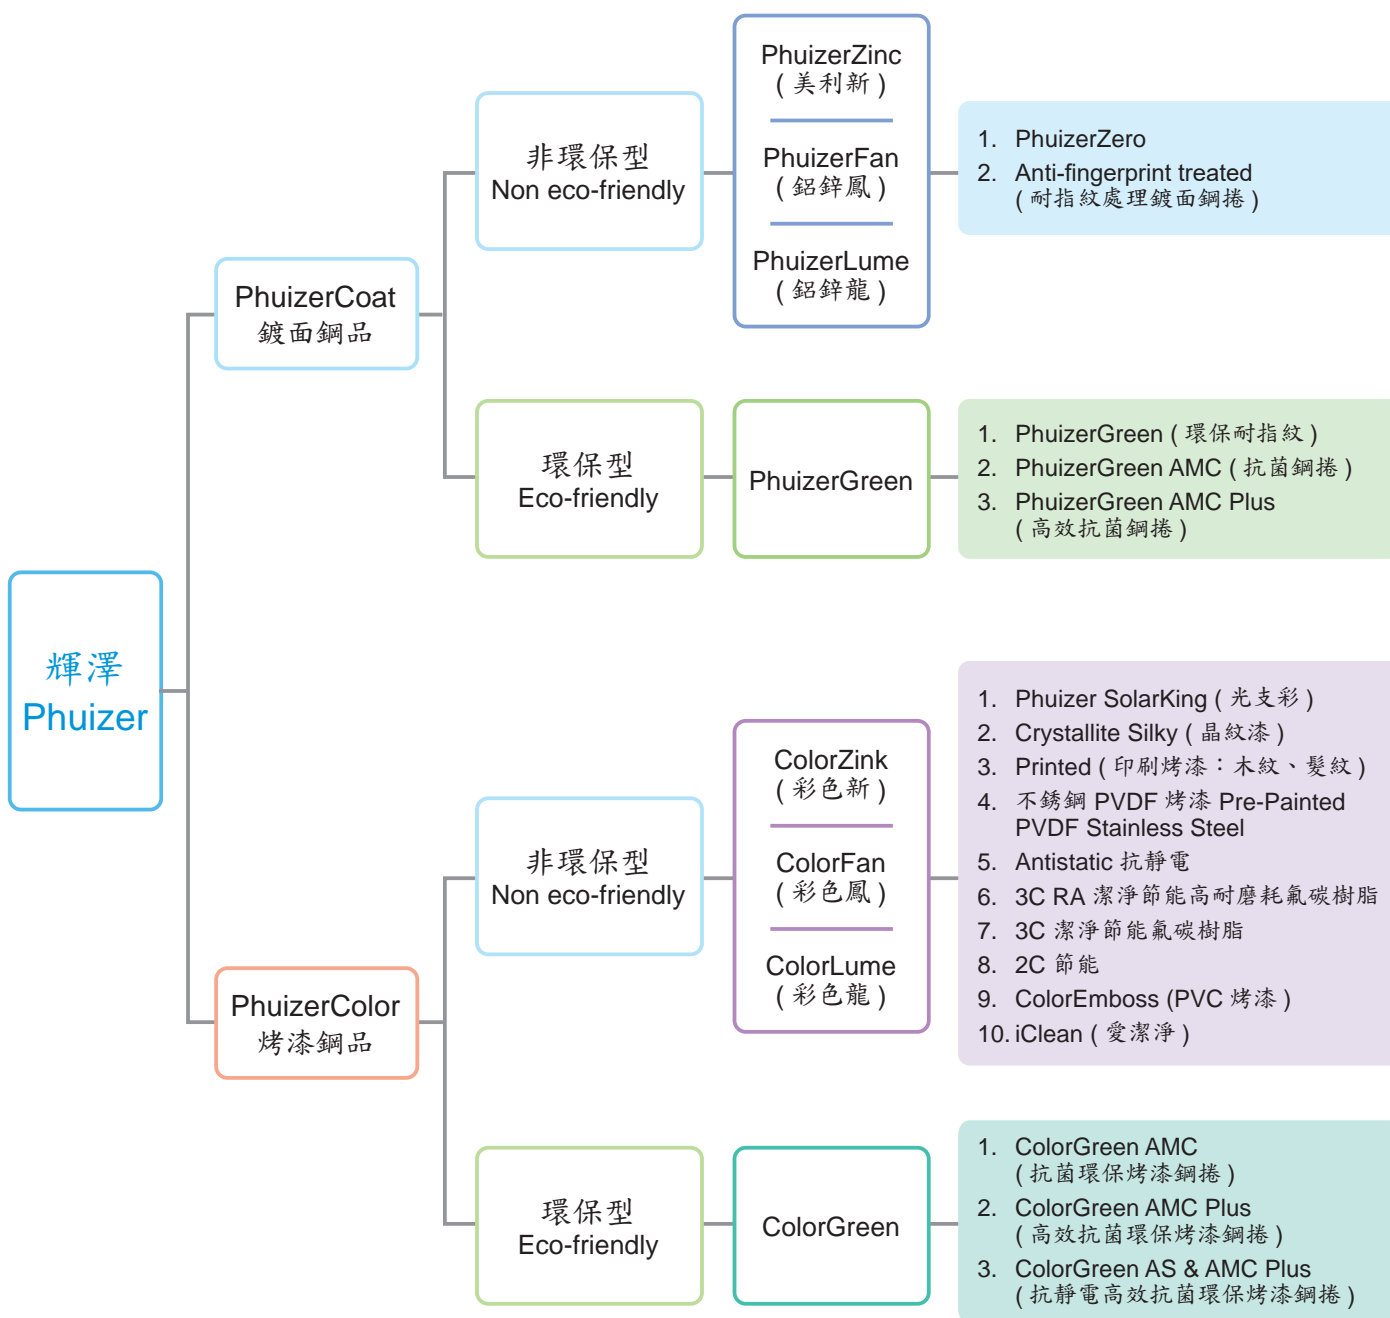 輝澤
Phuizer
PhuizerCoat
鍍面鋼品
非環保型
Non eco-friendly
PhuizerZinc
( 美利新 )
PhuizerFan
( 鋁鋅鳳 )
PhuizerLume
( 鋁鋅龍 )
1. PhuizerZero
2. Anti-fingerprint treated
( 耐指紋處理鍍面鋼捲 )
環保型
Eco-friendly
PhuizerGreen
1. PhuizerGreen ( 環保耐指紋 )
2. PhuizerGreen AMC ( 抗菌鋼捲 )
3. PhuizerGreen AMC Plus
( 高效抗菌鋼捲 )
PhuizerColor
烤漆鋼品
非環保型
Non eco-friendly
ColorZink
( 彩色新 )
ColorFan
( 彩色鳳 )
ColorLume
( 彩色龍 )
1. Phuizer SolarKing ( 光支彩 )
2. Crystallite Silky ( 晶紋漆 )
3. Printed ( 印刷烤漆：木紋、髮紋 )
4. 不銹鋼 PVDF 烤漆 Pre-Painted
PVDF Stainless Steel
5. Antistatic 抗靜電
6. 3C RA 潔淨節能高耐磨耗氟碳樹脂
7. 3C 潔淨節能氟碳樹脂
8. 2C 節能
9. ColorEmboss (PVC 烤漆 )
10. iClean ( 愛潔淨 )
環保型
Eco-friendly
ColorGreen
1. ColorGreen AMC
( 抗菌環保烤漆鋼捲 )
2. ColorGreen AMC Plus
( 高效抗菌環保烤漆鋼捲 )
3. ColorGreen AS & AMC Plus
( 抗靜電高效抗菌環保烤漆鋼捲 )